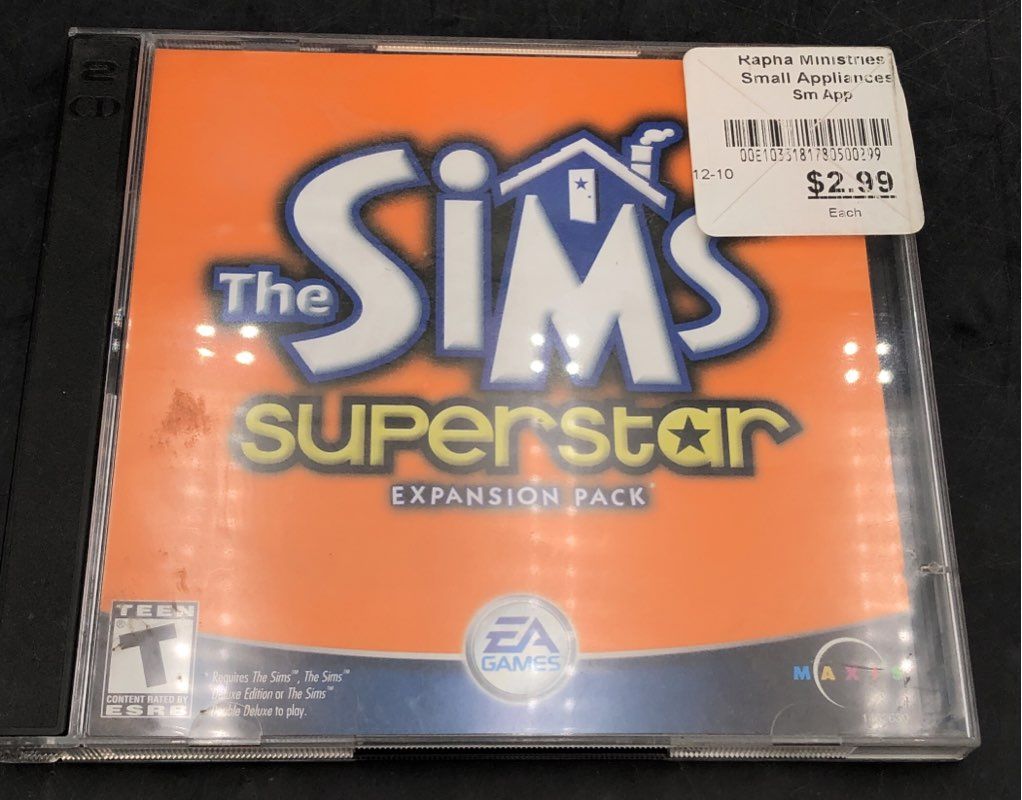 2
CD
Rapha Ministries
Small Appliances
Sm App
12-10
$2.99
Each
The Sims
superstar
EXPANSION PACK
TEEN
T
®
CONTENT RATED BY
ESRB
Requires The Sims™, The Sims™
Deluxe Edition or The Sims™
Double Deluxe to play.
EA
GAMES
MAXIS